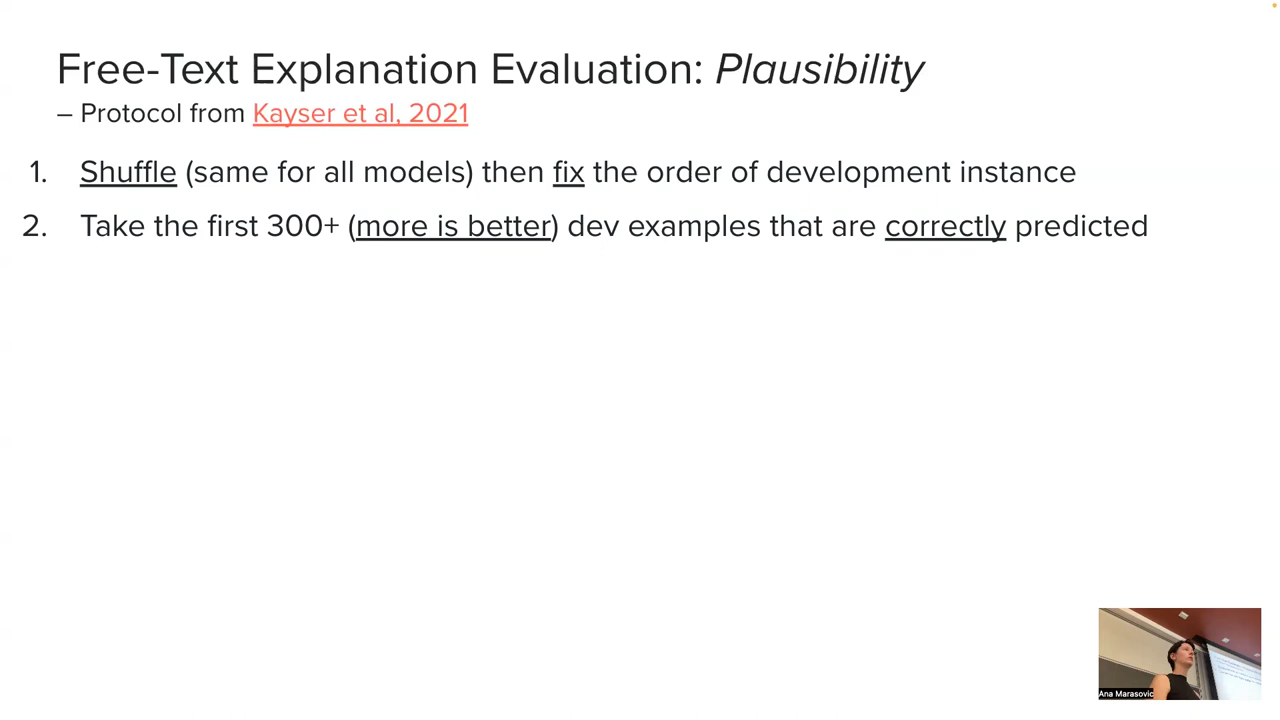 Free-Text Explanation Evaluation: Plausibility
– Protocol from Kayser et al, 2021
1. Shuffle (same for all models) then fix the order of development instance
2. Take the first 300+ (more is better) dev examples that are correctly predicted
Ana Marasovic